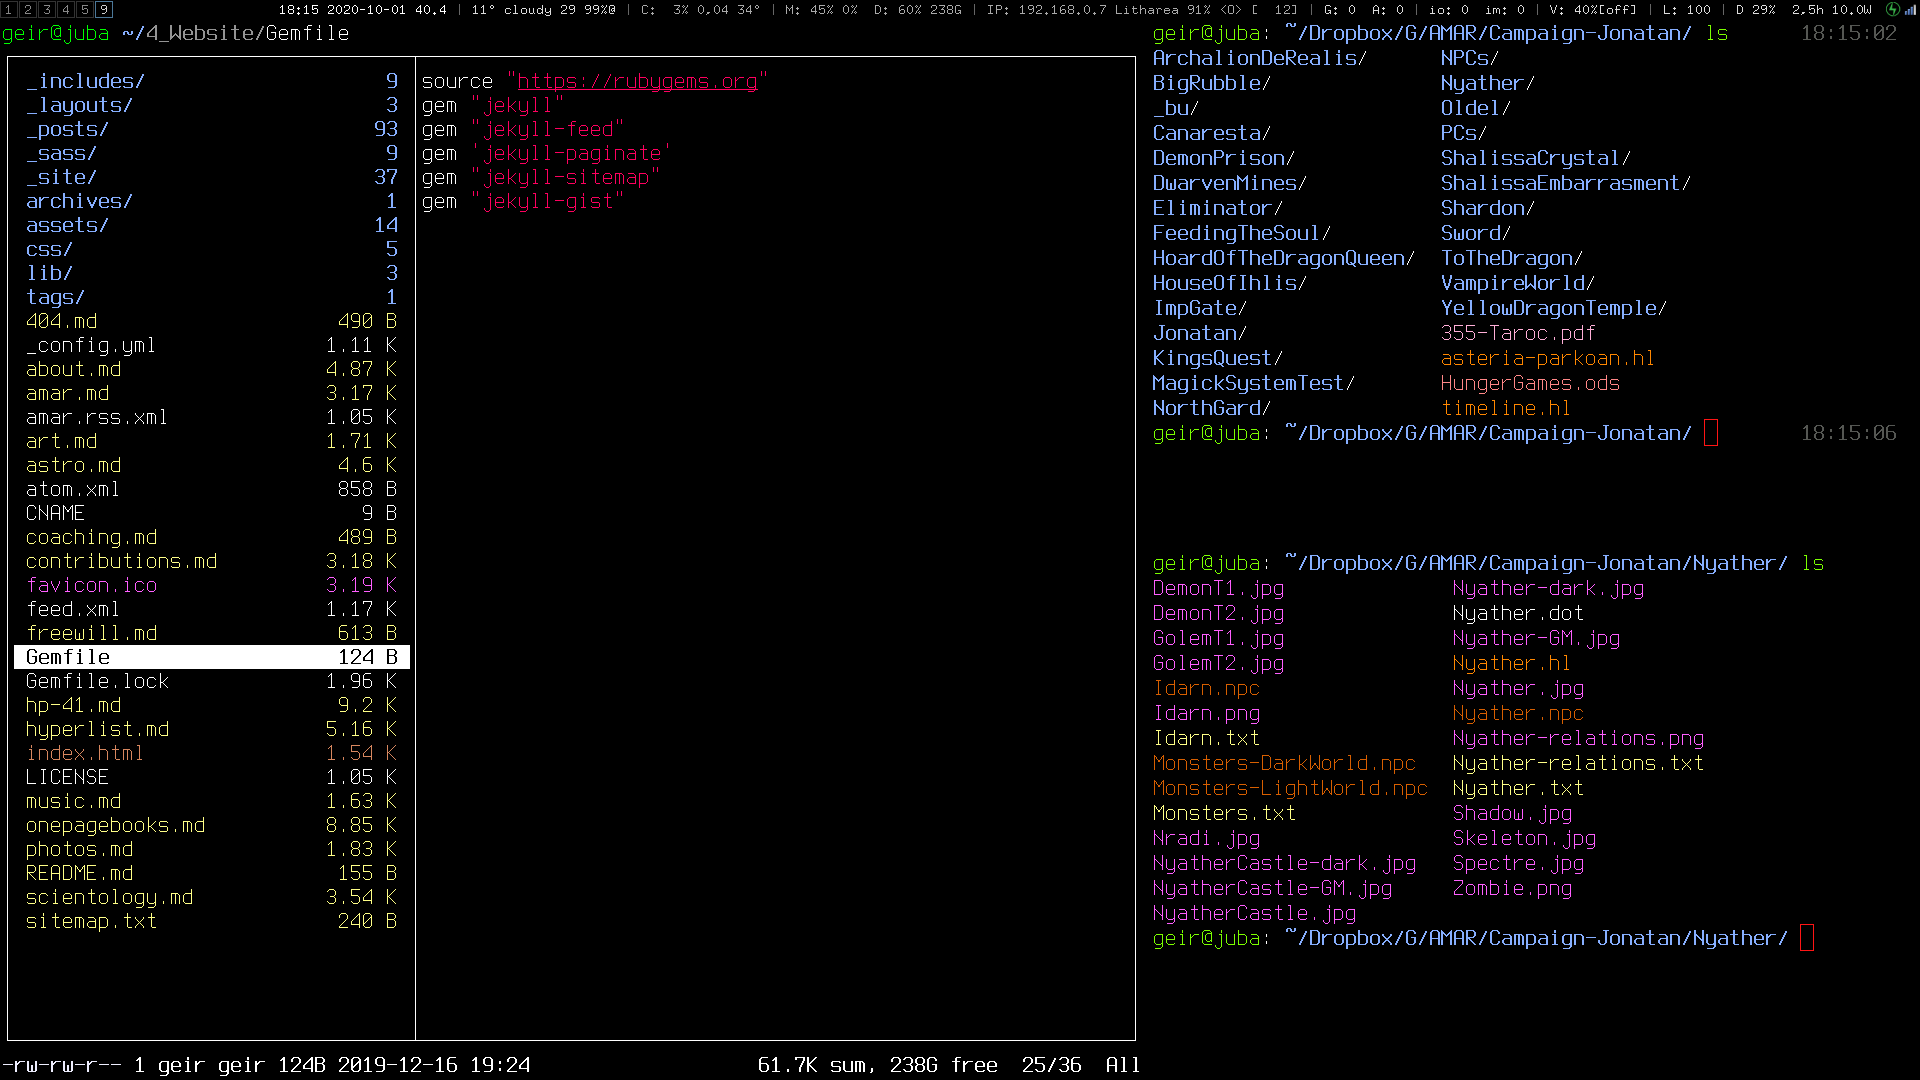 1 2 3 4 5 9 18:15 2020-10-01 40.4 | 11° cloudy 29 99%@ | C: 3% 0,04 34° | M: 45% 0% D: 60% 238G | IP: 192.168.0.7 Litharea 91% <O> [ 12] | G: 0 A: 0 | io: 0 im: 0 | V: 40%[off] | L: 100 | D 29% 2,5h 10.0W
geir@juba ~/4_Website/Gemfile
_includes/ 9
_layouts/ 3
_posts/ 93
_sass/ 9
_site/ 37
archives/ 1
assets/ 14
css/ 5
lib/ 3
tags/ 1
404.md 490 B
_config.yml 1.11 K
about.md 4.87 K
amar.md 3.17 K
amar.rss.xml 1.05 K
art.md 1.71 K
astro.md 4.6 K
atom.xml 858 B
CNAME 9 B
coaching.md 489 B
contributions.md 3.18 K
favicon.ico 3.19 K
feed.xml 1.17 K
freewill.md 613 B
Gemfile 124 B
Gemfile.lock 1.96 K
hp-41.md 9.2 K
hyperlist.md 5.16 K
index.html 1.54 K
LICENSE 1.05 K
music.md 1.63 K
onepagebooks.md 8.85 K
photos.md 1.83 K
README.md 155 B
scientology.md 3.54 K
sitemap.txt 240 B
source "https://rubygems.org"
gem "jekyll"
gem "jekyll-feed"
gem 'jekyll-paginate'
gem "jekyll-sitemap"
gem "jekyll-gist"
-rw-rw-r-- 1 geir geir 124B 2019-12-16 19:24 61.7K sum, 238G free 25/36 All
geir@juba: ~/Dropbox/G/AMAR/Campaign-Jonatan/ ls 18:15:02
ArchalionDeRealis/ NPCs/
BigRubble/ Nyather/
_bu/ Oldel/
Canaresta/ PCs/
DemonPrison/ ShalissaCrystal/
DwarvenMines/ ShalissaEmbarrasment/
Eliminator/ Shardon/
FeedingTheSoul/ Sword/
HoardOfTheDragonQueen/ ToTheDragon/
HouseOfIhlis/ VampireWorld/
ImpGate/ YellowDragonTemple/
Jonatan/ 355-Taroc.pdf
KingsQuest/ asteria-parkoan.hl
MagickSystemTest/ HungerGames.ods
NorthGard/ timeline.hl
geir@juba: ~/Dropbox/G/AMAR/Campaign-Jonatan/ 18:15:06
geir@juba: ~/Dropbox/G/AMAR/Campaign-Jonatan/Nyather/ ls
DemonT1.jpg Nyather-dark.jpg
DemonT2.jpg Nyather.dot
GolemT1.jpg Nyather-GM.jpg
GolemT2.jpg Nyather.hl
Idarn.npc Nyather.jpg
Idarn.png Nyather.npc
Idarn.txt Nyather-relations.png
Monsters-DarkWorld.npc Nyather-relations.txt
Monsters-LightWorld.npc Nyather.txt
Monsters.txt Shadow.jpg
Nradi.jpg Skeleton.jpg
NyatherCastle-dark.jpg Spectre.jpg
NyatherCastle-GM.jpg Zombie.png
NyatherCastle.jpg
geir@juba: ~/Dropbox/G/AMAR/Campaign-Jonatan/Nyather/